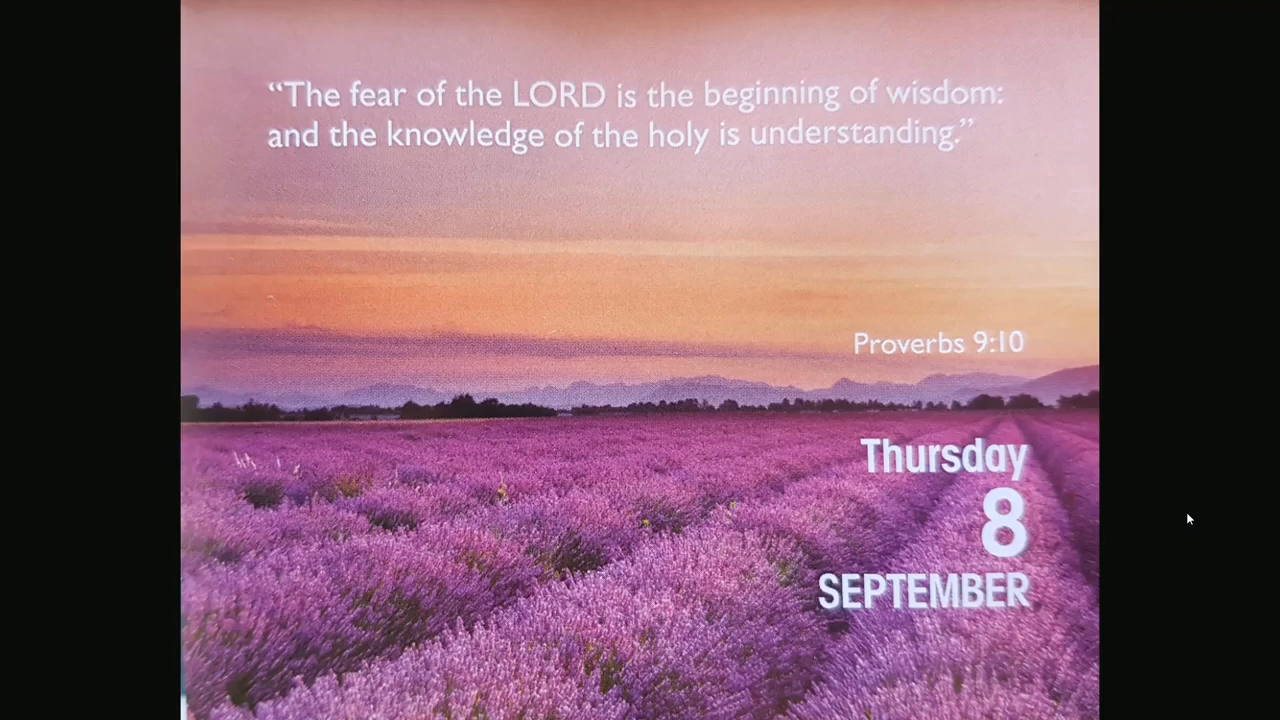 “The fear of the LORD is the beginning of wisdom:
and the knowledge of the holy is understanding.”
Proverbs 9:10
Thursday
8
SEPTEMBER